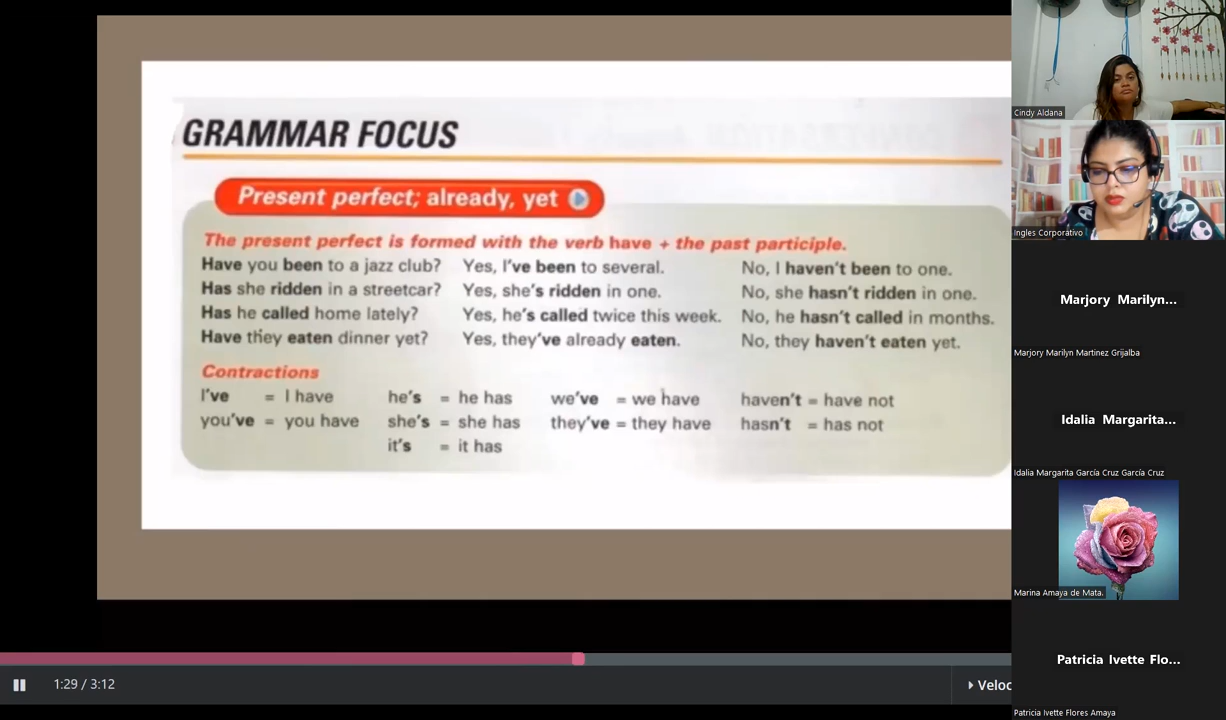 GRAMMAR FOCUS
Present perfect; already, yet
The present perfect is formed with the verb have + the past participle.
Have you been to a jazz club? Yes, I've been to several. No, I haven't been to one.
Has she ridden in a streetcar? Yes, she's ridden in one. No, she hasn't ridden in one.
Has he called home lately? Yes, he's called twice this week. No, he hasn't called in months.
Have they eaten dinner yet? Yes, they've already eaten. No, they haven't eaten yet.
Contractions
I've = I have he's = he has we've = we have haven't = have not
you've = you have she's = she has they've = they have hasn't = has not
it's = it has
1:29 / 3:12
Veloc
Cindy Aldana
Ingles Corporativo
Marjory Marilyn...
Marjory Marilyn Martinez Grijalba
Idalia Margarita...
Idalia Margarita García Cruz García Cruz
Marina Amaya de Mata.
Patricia Ivette Flo...
Patricia Ivette Flores Amaya